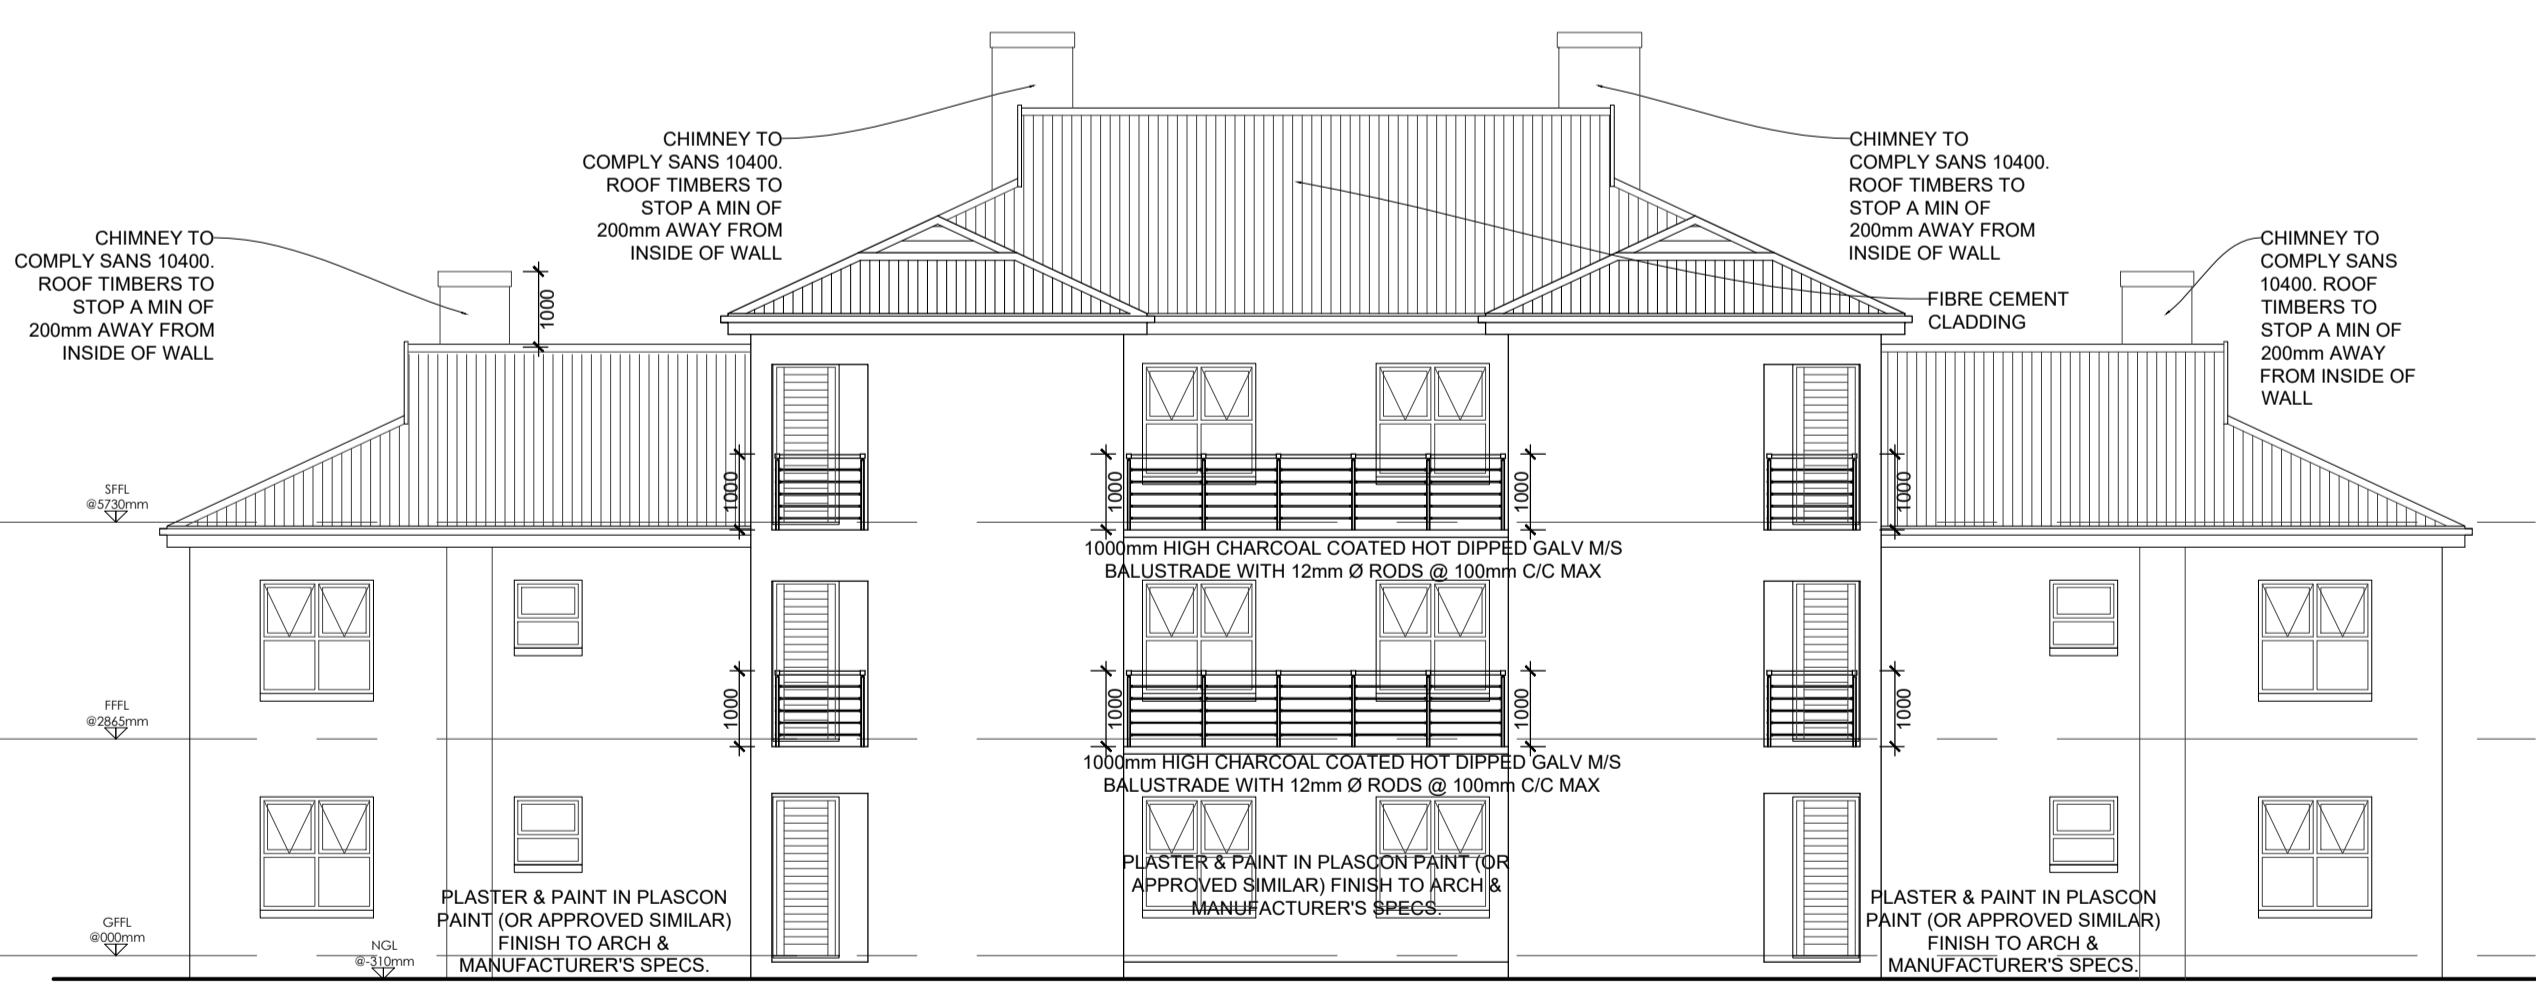 CHIMNEY TO
COMPLY SANS 10400.
ROOF TIMBERS TO
STOP A MIN OF
200mm AWAY FROM
INSIDE OF WALL
CHIMNEY TO
COMPLY SANS 10400.
ROOF TIMBERS TO
STOP A MIN OF
200mm AWAY FROM
INSIDE OF WALL
CHIMNEY TO
COMPLY SANS 10400.
ROOF TIMBERS TO
STOP A MIN OF
200mm AWAY FROM
INSIDE OF WALL
CHIMNEY TO
COMPLY SANS
10400. ROOF
TIMBERS TO
STOP A MIN OF
200mm AWAY
FROM INSIDE OF
WALL
1000
FIBRE CEMENT
CLADDING
SFFL
@5730mm
1000
1000
1000
1000
1000mm HIGH CHARCOAL COATED HOT DIPPED GALV M/S
BALUSTRADE WITH 12mm Ø RODS @ 100mm C/C MAX
FFFL
@2865mm
1000
1000
1000
1000
1000mm HIGH CHARCOAL COATED HOT DIPPED GALV M/S
BALUSTRADE WITH 12mm Ø RODS @ 100mm C/C MAX
PLASTER & PAINT IN PLASCON
PAINT (OR APPROVED SIMILAR)
FINISH TO ARCH &
MANUFACTURER'S SPECS.
PLASTER & PAINT IN PLASCON PAINT (OR
APPROVED SIMILAR) FINISH TO ARCH &
MANUFACTURER'S SPECS.
PLASTER & PAINT IN PLASCON
PAINT (OR APPROVED SIMILAR)
FINISH TO ARCH &
MANUFACTURER'S SPECS.
GFFL
@000mm
NGL
@-310mm